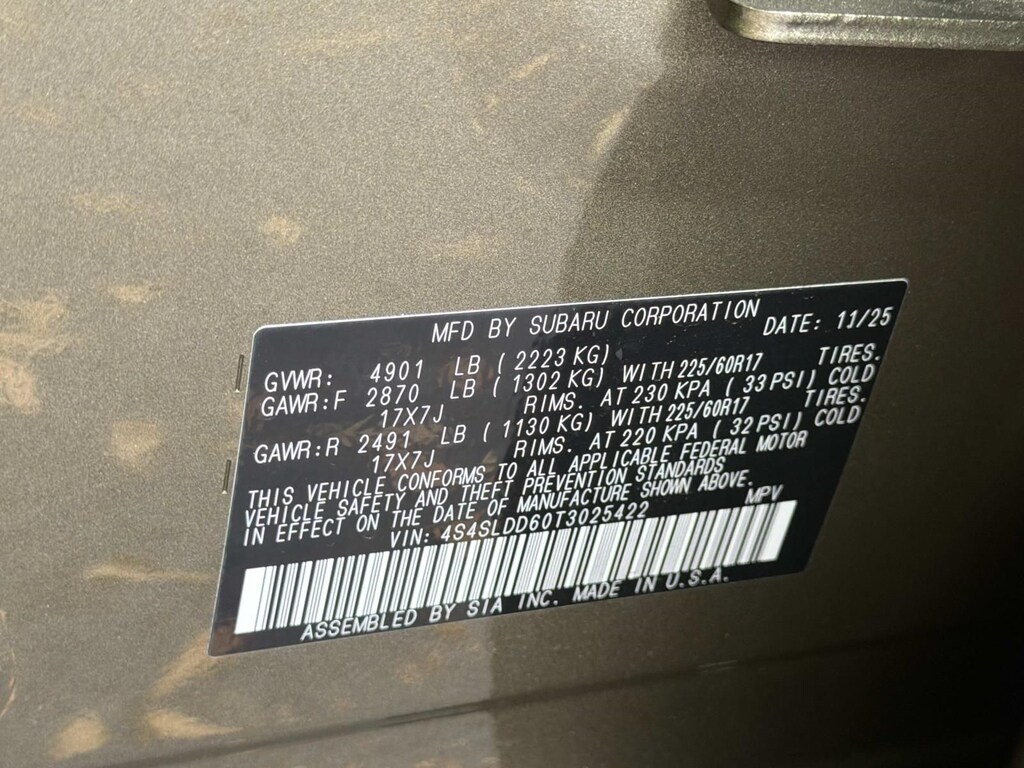 MFD BY SUBARU CORPORATION DATE: 11/25
GVWR: 4901 LB ( 2223 KG)
GAWR:F 2870 LB ( 1302 KG) WITH 225/60R17 TIRES.
17X7J RIMS. AT 230 KPA ( 33 PSI) COLD
GAWR:R 2491 LB ( 1130 KG) WITH 225/60R17 TIRES.
17X7J RIMS. AT 220 KPA ( 32 PSI) COLD
THIS VEHICLE CONFORMS TO ALL APPLICABLE FEDERAL MOTOR
VEHICLE SAFETY AND THEFT PREVENTION STANDARDS
IN EFFECT ON THE DATE OF MANUFACTURE SHOWN ABOVE.
VIN: 4S4SLDD60T3025422 MPV
ASSEMBLED BY SIA INC. MADE IN U.S.A.